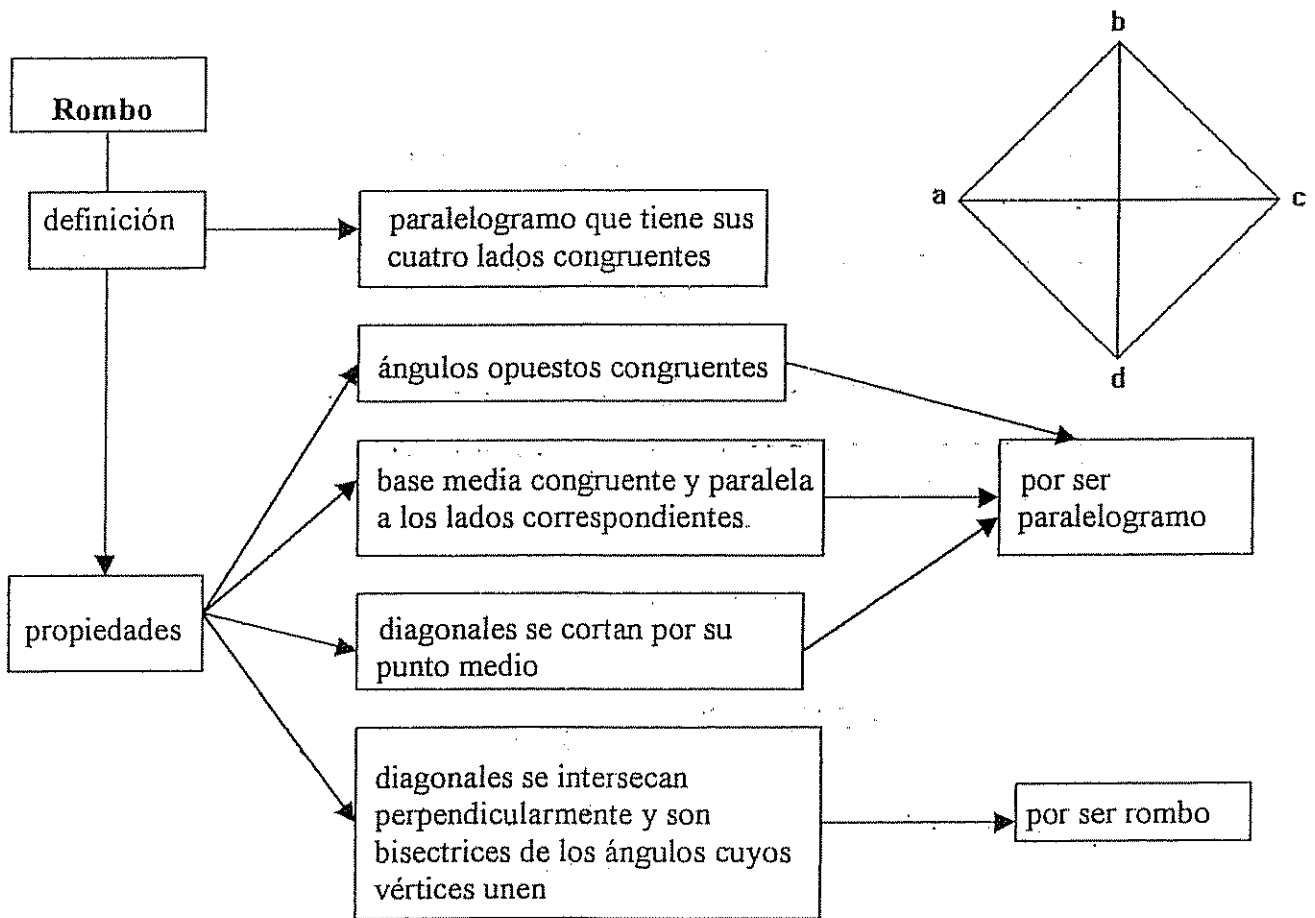 Rombo
definición
paralelogramo que tiene sus
cuatro lados congruentes
b
a
c
d
ángulos opuestos congruentes
base media congruente y paralela
a los lados correspondientes.
por ser
paralelogramo
propiedades
diagonales se cortan por su
punto medio
diagonales se intersecan
perpendicularmente y son
bisectrices de los ángulos cuyos
vértices unen
por ser rombo